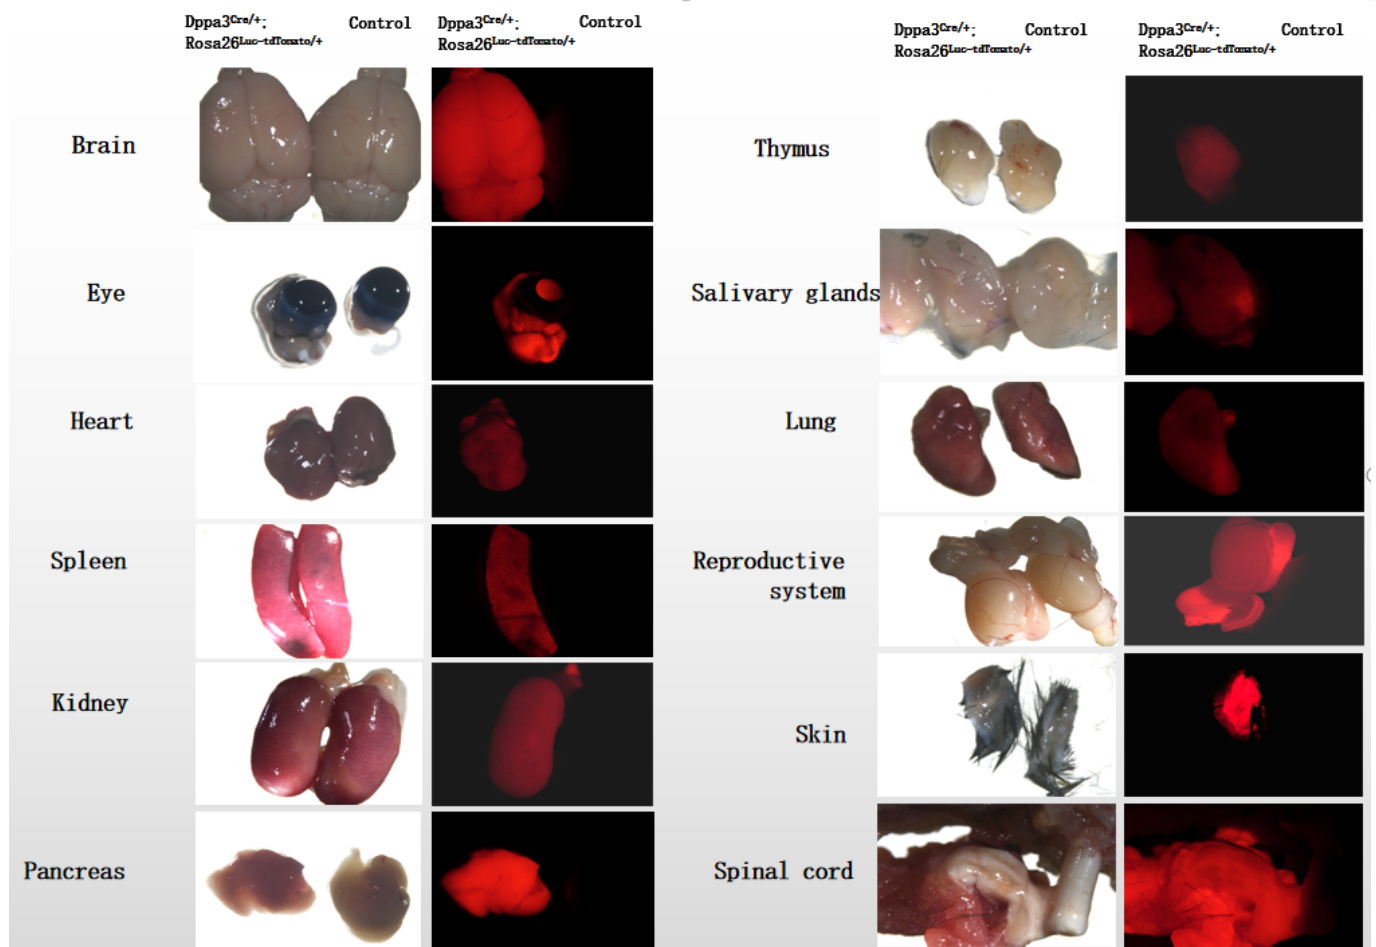 Dppa3Cre/+: Control Dppa3Cre/+: Control
Rosa26Luc-tdTomato/+ Rosa26Luc-tdTomato/+
Brain
Eye
Heart
Spleen
Kidney
Pancreas
Dppa3Cre/+: Control Dppa3Cre/+: Control
Rosa26Luc-tdTomato/+ Rosa26Luc-tdTomato/+
Thymus
Salivary glands
Lung
Reproductive
system
Skin
Spinal cord